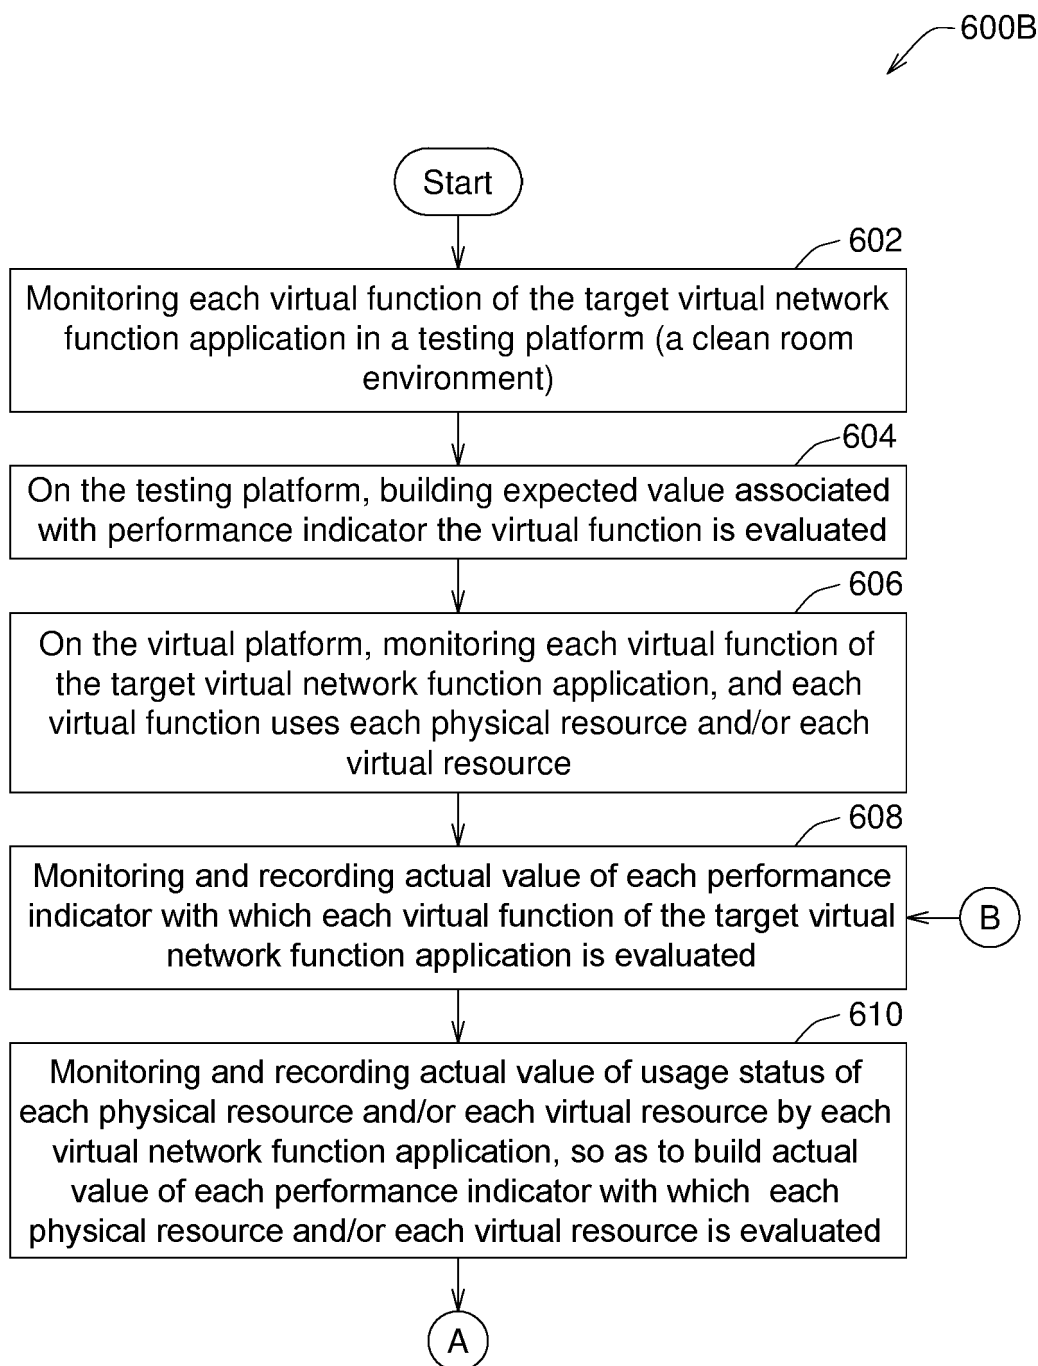 600B
Start
602
Monitoring each virtual function of the target virtual network
function application in a testing platform (a clean room
environment)
604
On the testing platform, building expected value associated
with performance indicator the virtual function is evaluated
606
On the virtual platform, monitoring each virtual function of
the target virtual network function application, and each
virtual function uses each physical resource and/or each
virtual resource
608
Monitoring and recording actual value of each performance
indicator with which each virtual function of the target virtual
network function application is evaluated
B
610
Monitoring and recording actual value of usage status of
each physical resource and/or each virtual resource by each
virtual network function application, so as to build actual
value of each performance indicator with which each
physical resource and/or each virtual resource is evaluated
A